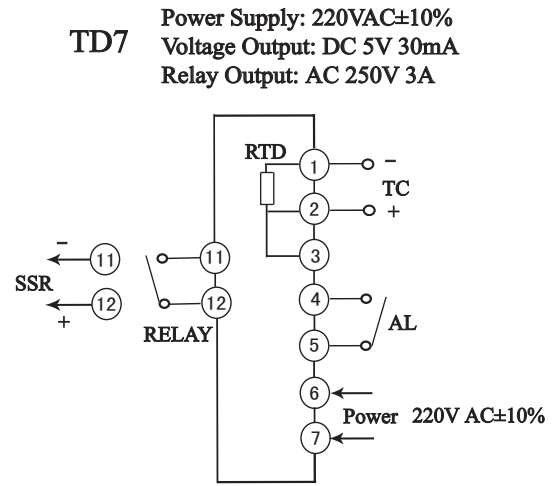 TD7
Power Supply: 220VAC±10%
Voltage Output: DC 5V 30mA
Relay Output: AC 250V 3A
RTD
1
−
TC
2
+
3
−
11
11
SSR
12
12
+
RELAY
4
AL
5
6
Power 220V AC±10%
7